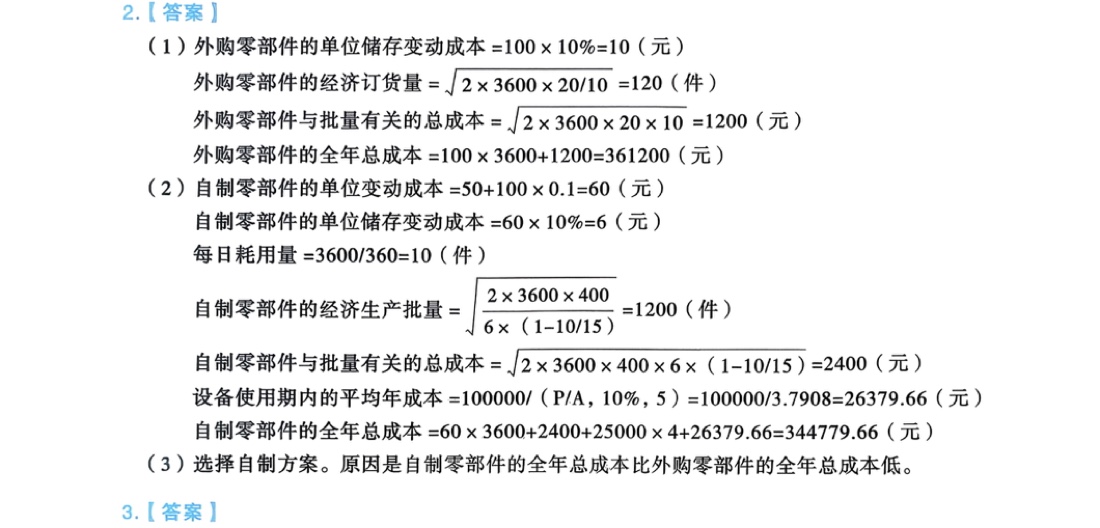 2.【答案】
（1）外购零部件的单位储存变动成本 =100 × 10%=10（元）
外购零部件的经济订货量 = √2 × 3600 × 20/10 =120（件）
外购零部件与批量有关的总成本 = √2 × 3600 × 20 × 10 =1200（元）
外购零部件的全年总成本 =100 × 3600+1200=361200（元）
（2）自制零部件的单位变动成本 =50+100 × 0.1=60（元）
自制零部件的单位储存变动成本 =60 × 10%=6（元）
每日耗用量 =3600/360=10（件）
自制零部件的经济生产批量 = √(2 × 3600 × 400)/(6 ×（1–10/15）) =1200（件）
自制零部件与批量有关的总成本 = √2 × 3600 × 400 × 6 ×（1–10/15）=2400（元）
设备使用期内的平均年成本 =100000/（P/A，10%，5）=100000/3.7908=26379.66（元）
自制零部件的全年总成本 =60 × 3600+2400+25000 × 4+26379.66=344779.66（元）
（3）选择自制方案。原因是自制零部件的全年总成本比外购零部件的全年总成本低。
3.【答案】